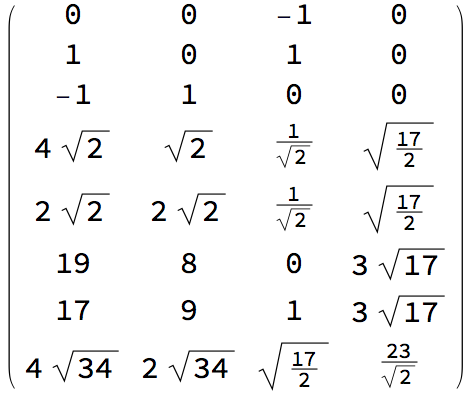 0 0 -1 0
1 0 1 0
-1 1 0 0
4√2 √2 1/√2 √(17/2)
2√2 2√2 1/√2 √(17/2)
19 8 0 3√17
17 9 1 3√17
4√34 2√34 √(17/2) 23/√2